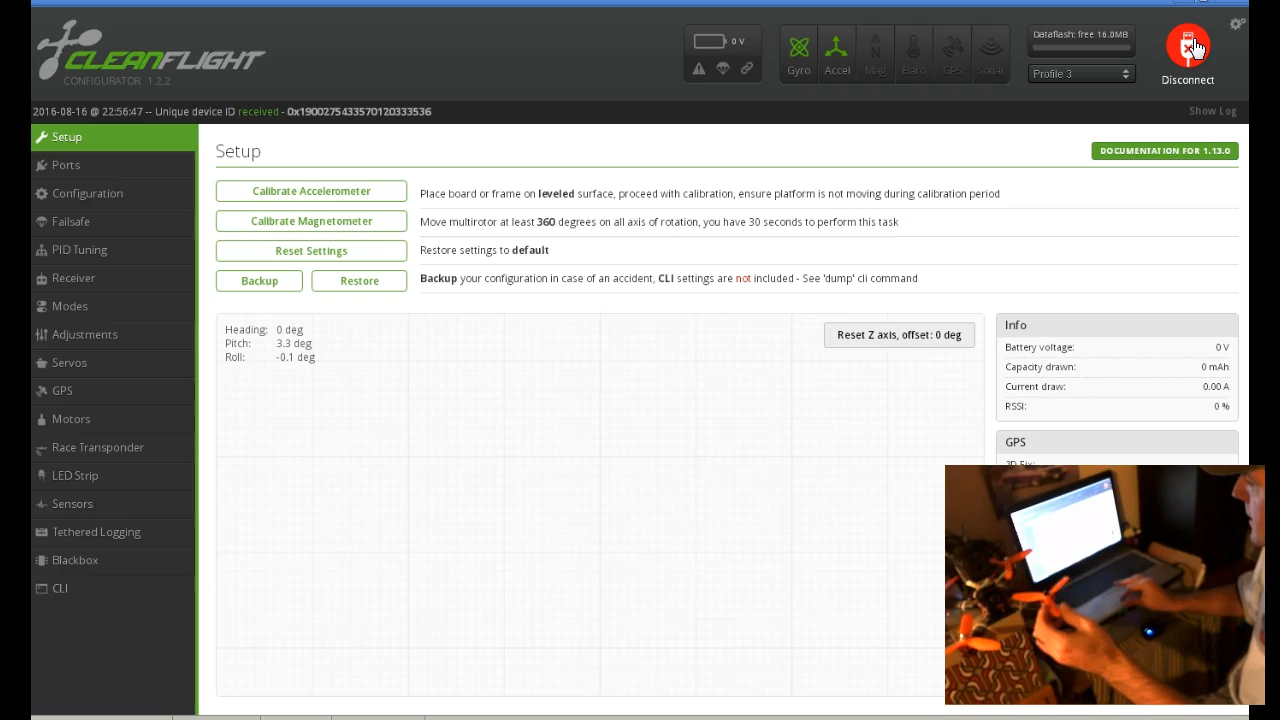 CLEANFLIGHT
CONFIGURATOR 1.2.2
0 V
Gyro Accel Mag Baro GPS Sonar
Dataflash: free 16.0MB
Profile 3
Disconnect
2016-08-16 @ 22:56:47 -- Unique device ID received - 0x1900275433570120333536
Show Log
Setup
Ports
Configuration
Failsafe
PID Tuning
Receiver
Modes
Adjustments
Servos
GPS
Motors
Race Transponder
LED Strip
Sensors
Tethered Logging
Blackbox
CLI
Setup
DOCUMENTATION FOR 1.13.0
Calibrate Accelerometer Place board or frame on leveled surface, proceed with calibration, ensure platform is not moving during calibration period
Calibrate Magnetometer Move multirotor at least 360 degrees on all axis of rotation, you have 30 seconds to perform this task
Reset Settings Restore settings to default
Backup Restore Backup your configuration in case of an accident, CLI settings are not included - See 'dump' cli command
Heading: 0 deg
Pitch: 3.3 deg
Roll: -0.1 deg
Reset Z axis, offset: 0 deg
Info
Battery voltage: 0 V
Capacity drawn: 0 mAh
Current draw: 0.00 A
RSSI: 0 %
GPS
3D Fix: